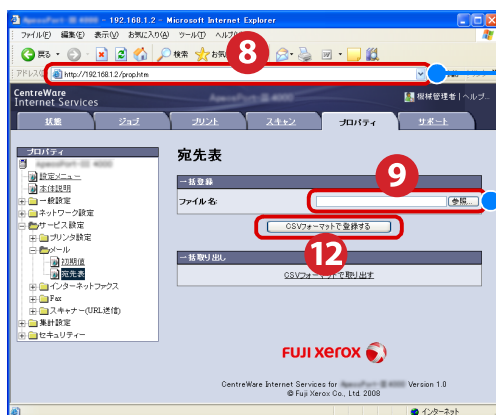 - 192.168.1.2 - Microsoft Internet Explorer
ファイル(F) 編集(E) 表示(V) お気に入り(A) ツール(T)
戻る 検索
8
http://192.168.1.2/prop.htm
CentreWare
Internet Services
機械管理者 | ヘルプ
状態 ジョブ プリント スキャン プロパティ サポート
プロパティ
設定メニュー
本体説明
一般設定
ネットワーク設定
サービス設定
プリンタ設定
メール
初期値
宛先表
インターネットファクス
Fax
スキャナー(URL送信)
集計設定
セキュリティー
宛先表
一括登録
9
ファイル名:
参照...
CSVフォーマットで登録する
12
一括取り出し
CSVフォーマットで取り出す
FUJI XEROX
CentreWare Internet Services for Version 1.0
© Fuji Xerox Co., Ltd. 2008
インターネット